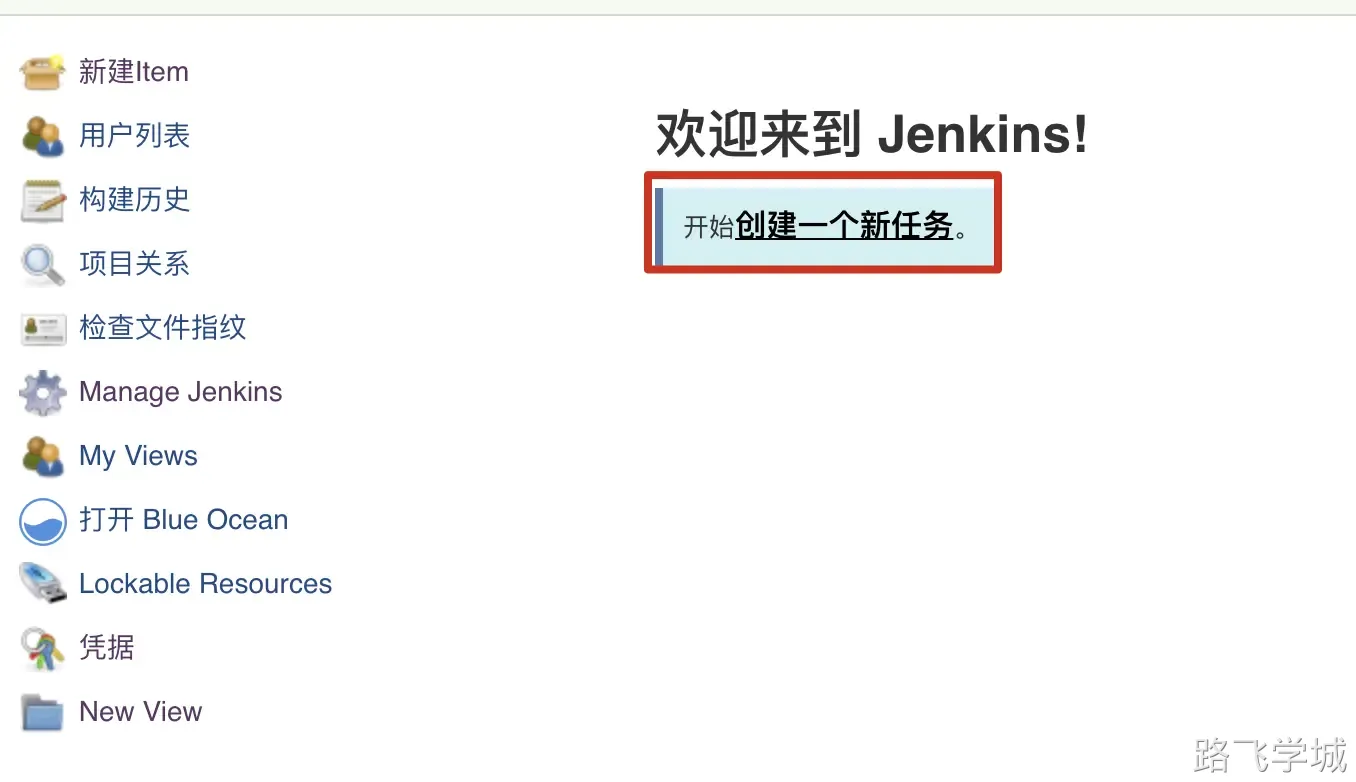 新建Item
用户列表
构建历史
项目关系
检查文件指纹
Manage Jenkins
My Views
打开 Blue Ocean
Lockable Resources
凭据
New View
欢迎来到 Jenkins!
开始创建一个新任务。
路飞学城